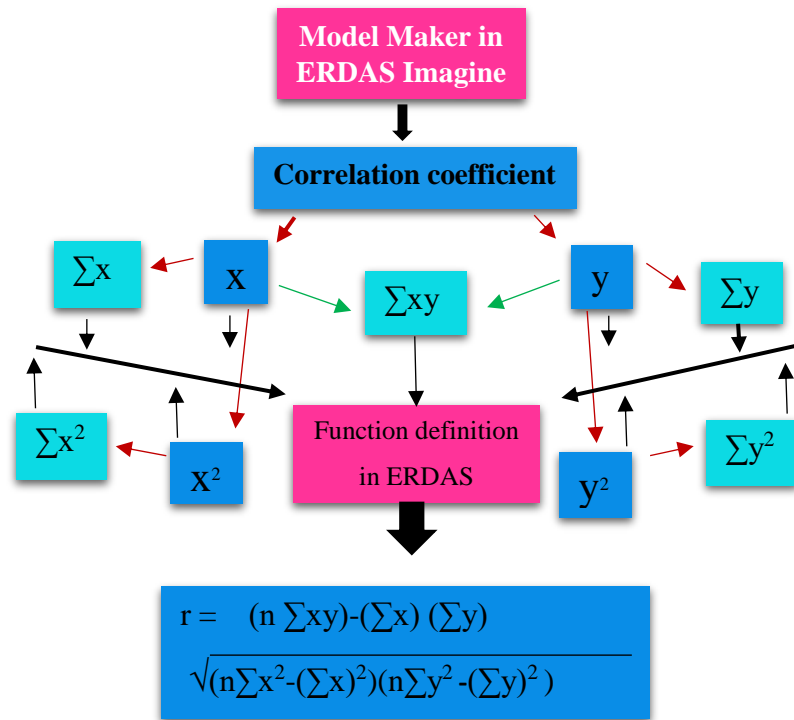 Model Maker in
ERDAS Imagine
Correlation coefficient
∑x
x
∑xy
y
∑y
∑x²
x²
Function definition
in ERDAS
y²
∑y²
r = (n ∑xy)-(∑x) (∑y)
√(n∑x²-(∑x)²)(n∑y²-(∑y)² )